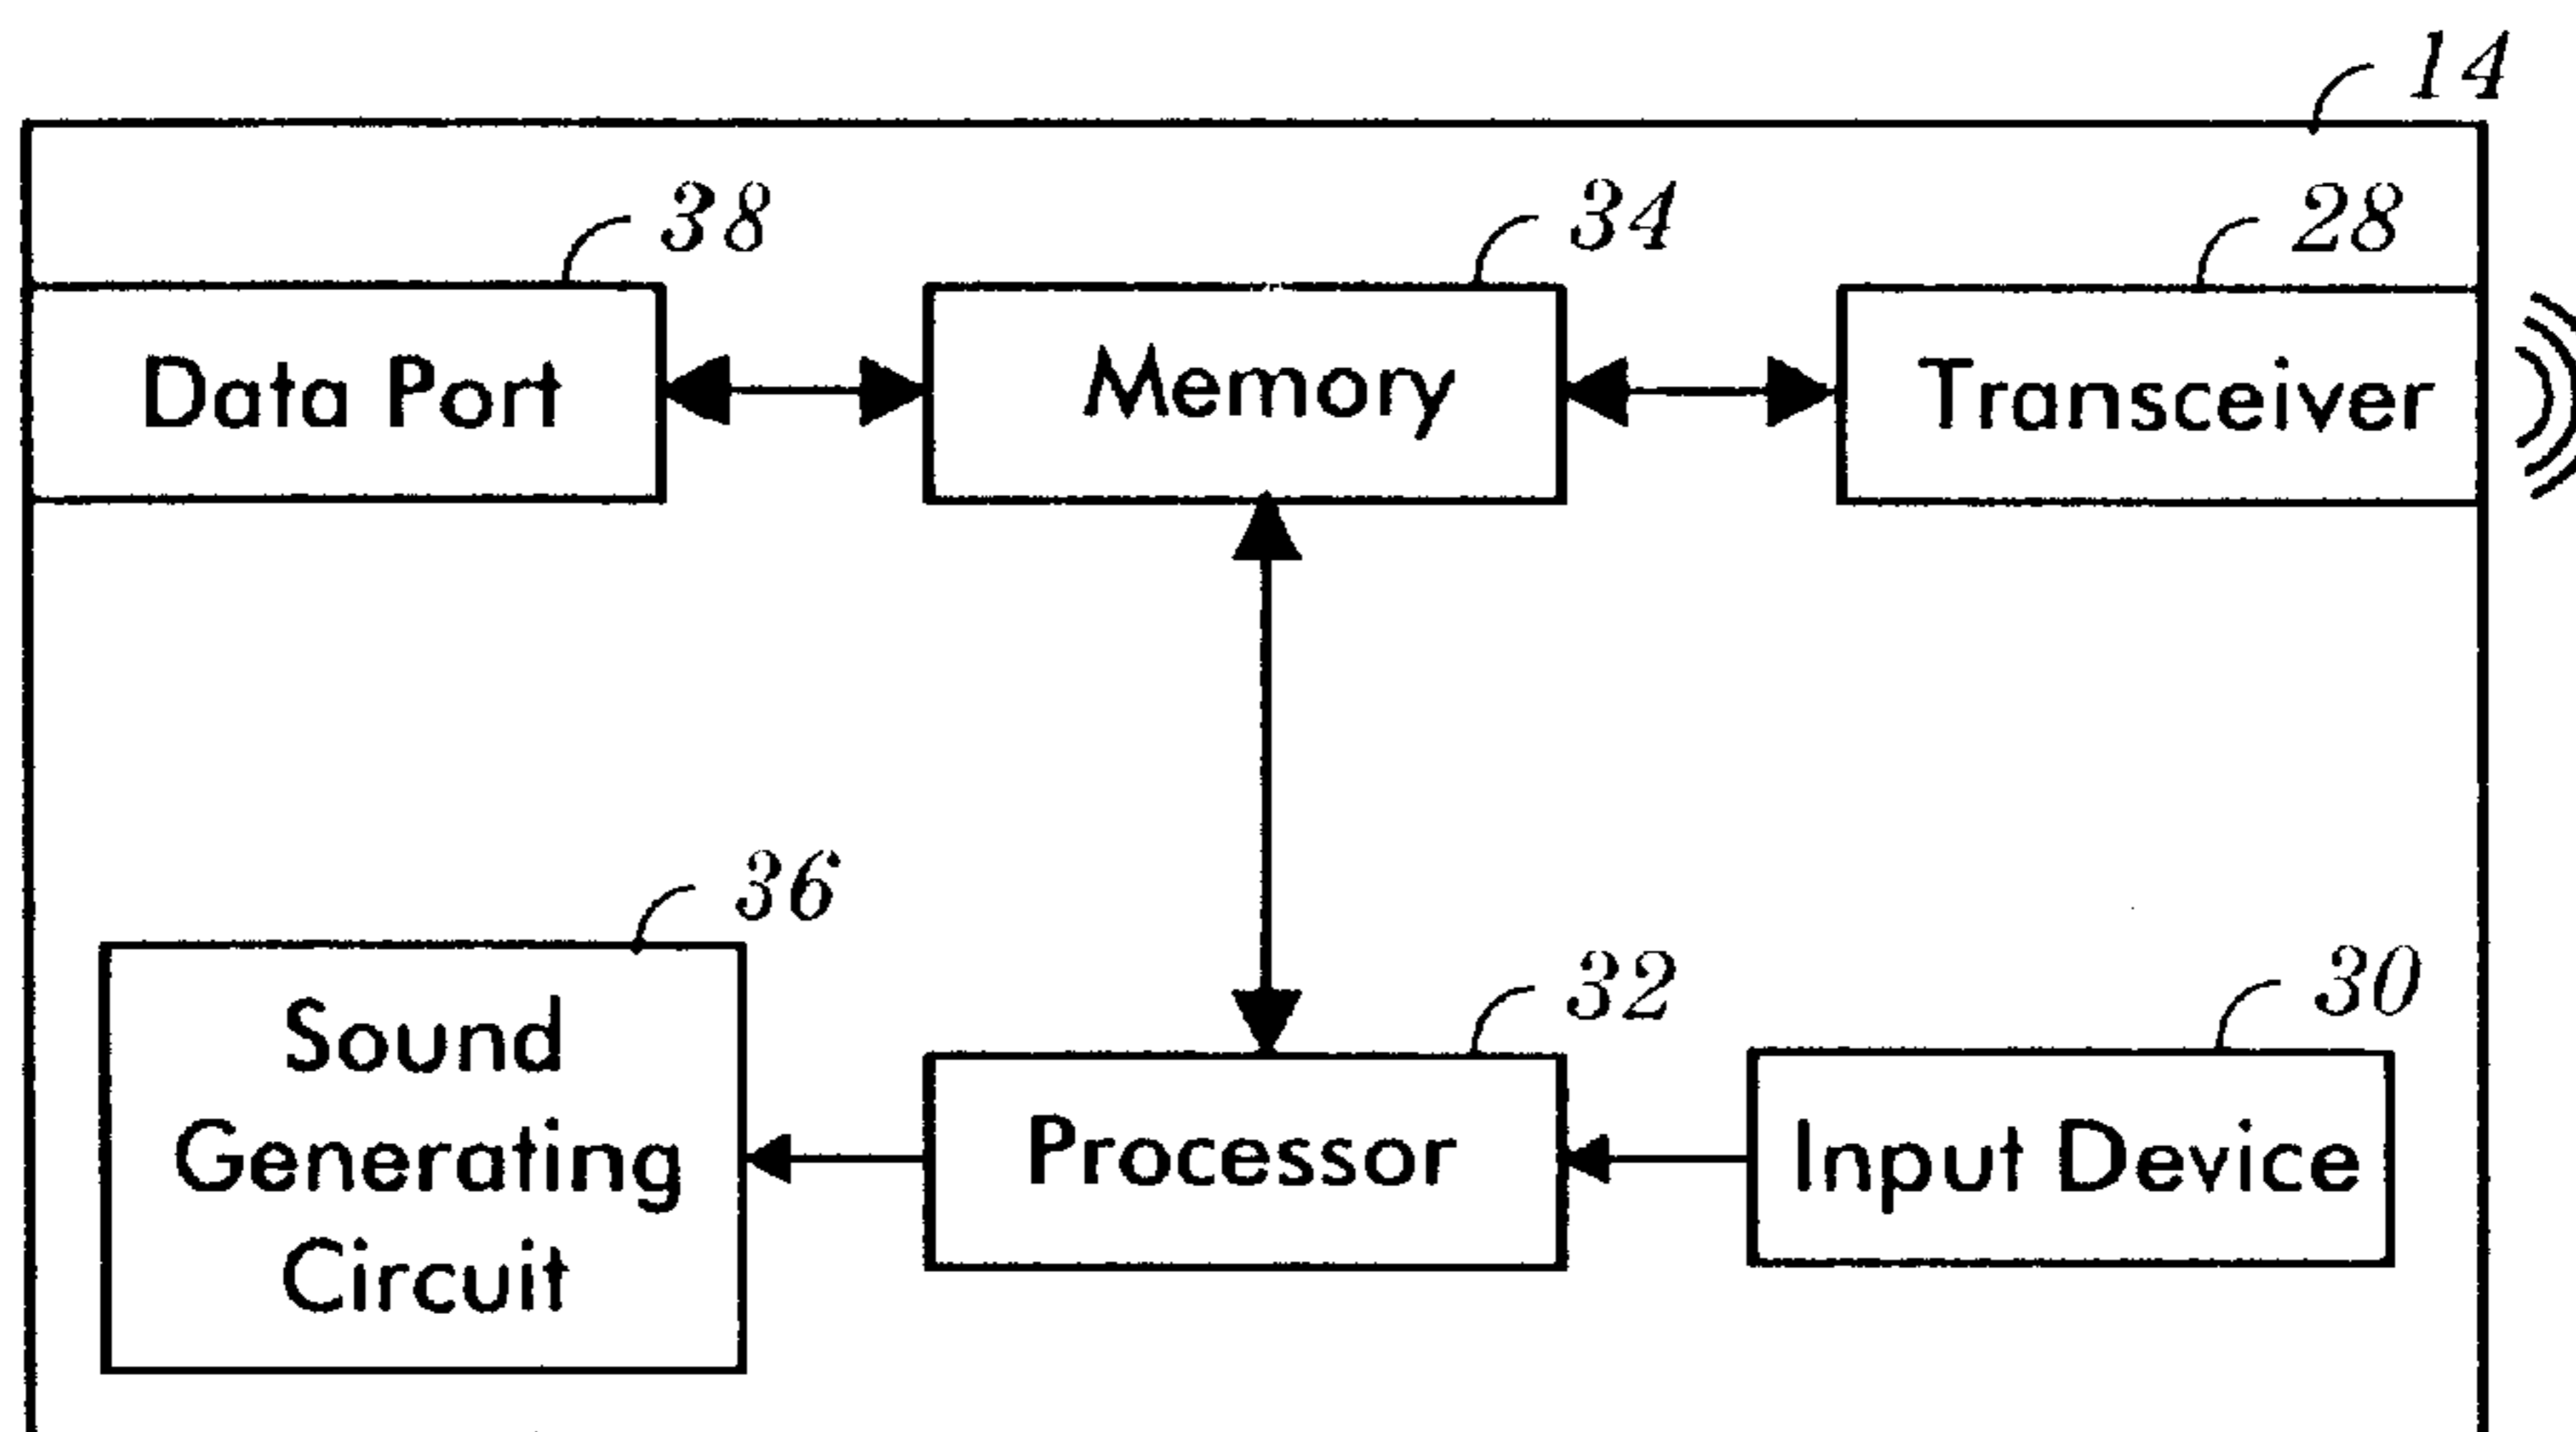 14
38
34
28
Data Port
Memory
Transceiver
36
32
30
Sound
Generating
Circuit
Processor
Input Device